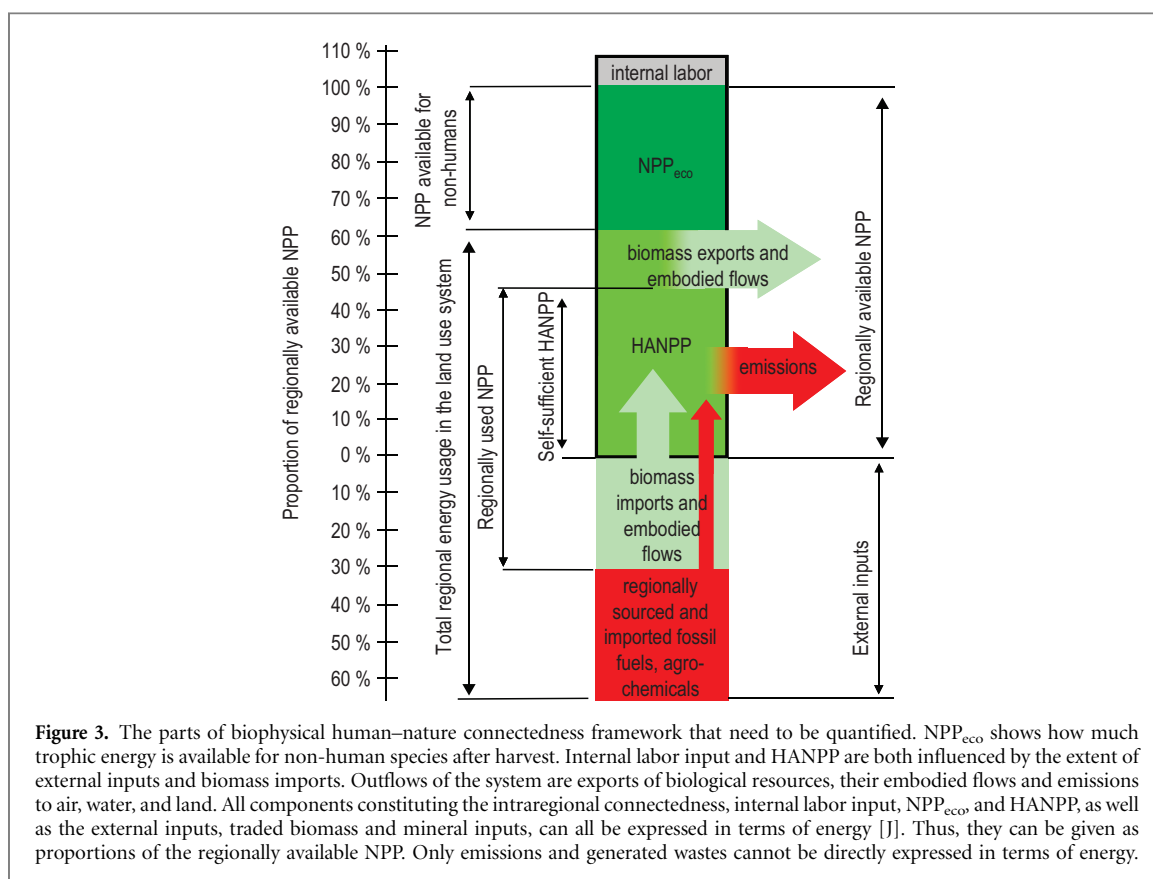 110 %
100 %
90 %
80 %
70 %
60 %
50 %
40 %
30 %
20 %
10 %
0 %
10 %
20 %
30 %
40 %
50 %
60 %
Proportion of regionally available NPP
Total regional energy usage in the land use system
NPP available for
non-humans
Regionally used NPP
Self-sufficient HANPP
internal labor
NPPeco
biomass exports and
embodied flows
HANPP
emissions
biomass
imports and
embodied
flows
regionally
sourced and
imported fossil
fuels, agro-
chemicals
Regionally available NPP
External inputs
Figure 3. The parts of biophysical human–nature connectedness framework that need to be quantified. NPPeco shows how much
trophic energy is available for non-human species after harvest. Internal labor input and HANPP are both influenced by the extent of
external inputs and biomass imports. Outflows of the system are exports of biological resources, their embodied flows and emissions
to air, water, and land. All components constituting the intraregional connectedness, internal labor input, NPPeco, and HANPP, as well
as the external inputs, traded biomass and mineral inputs, can all be expressed in terms of energy [J]. Thus, they can be given as
proportions of the regionally available NPP. Only emissions and generated wastes cannot be directly expressed in terms of energy.